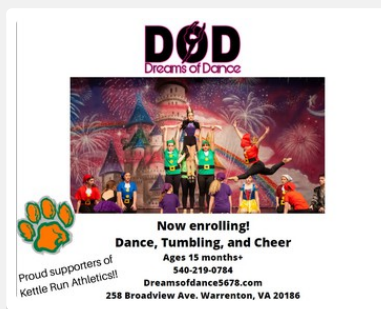 DOD
Dreams of Dance
Now enrolling!
Dance, Tumbling, and Cheer
Ages 15 months+
540-219-0784
Dreamsofdance5678.com
258 Broadview Ave. Warrenton, VA 20186
Proud supporters of
Kettle Run Athletics!!